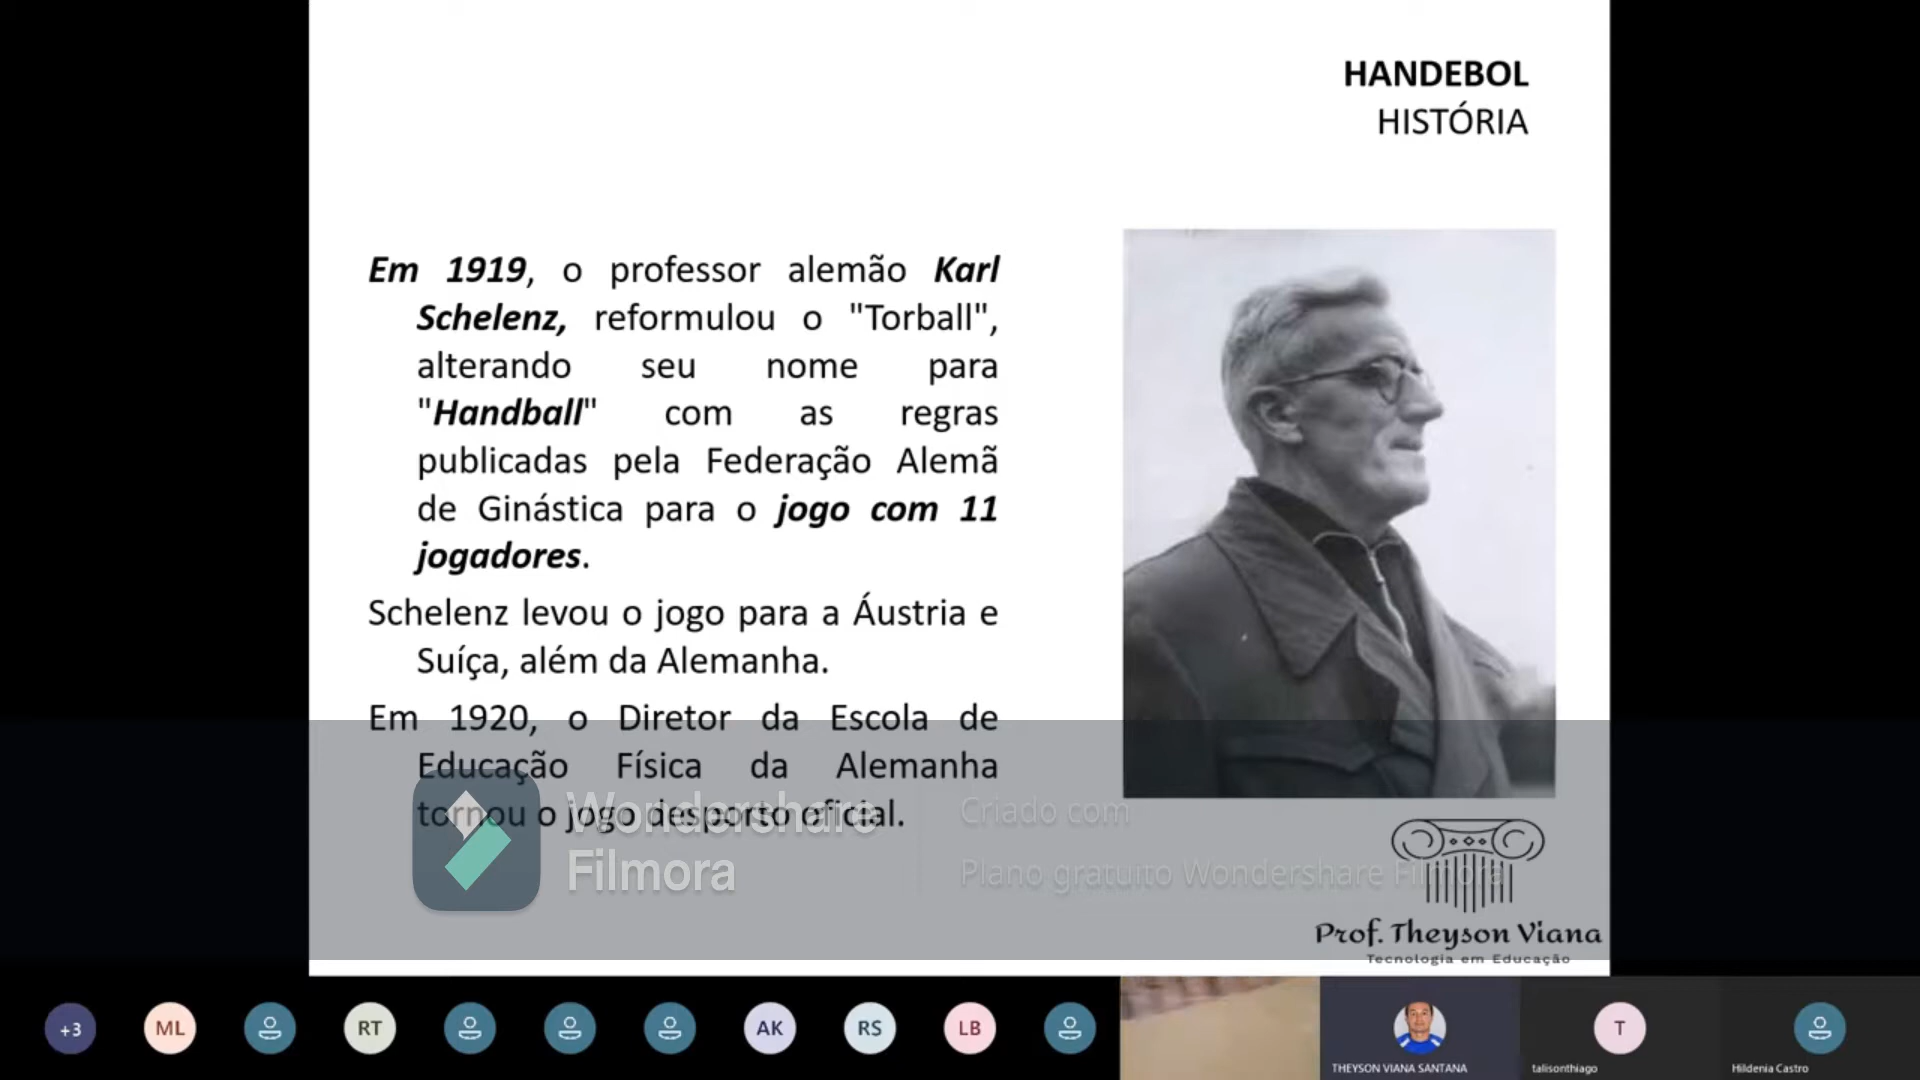 HANDEBOL
HISTÓRIA
Em 1919, o professor alemão Karl
Schelenz, reformulou o "Torball",
alterando seu nome para
"Handball" com as regras
publicadas pela Federação Alemã
de Ginástica para o jogo com 11
jogadores.
Schelenz levou o jogo para a Áustria e
Suíça, além da Alemanha.
Em 1920, o Diretor da Escola de
Educação Física da Alemanha
tornou o jogo desporto oficial.
Wondershare
Filmora
Criado com
Plano gratuito Wondershare Filmora
Prof. Theyson Viana
Tecnologia em Educação
+3
ML
RT
AK
RS
LB
T
THEYSON VIANA SANTANA
talisonthiago
Hildenia Castro